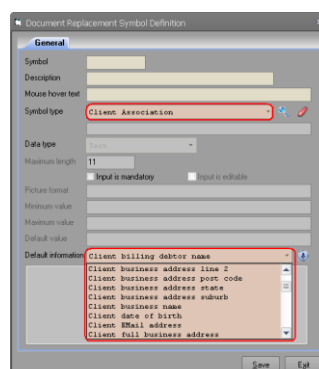 Document Replacement Symbol Definition
General
Symbol
Description
Mouse hover text
Symbol type
Client Association
Data type
Text
Maximum length
11
Input is mandatory
Input is editable
Picture format
Minimum value
Maximum value
Default value
Default information
Client billing debtor name
Client business address line 2
Client business address post code
Client business address state
Client business address suburb
Client business name
Client date of birth
Client EMail address
Client full business address
Save
Exit